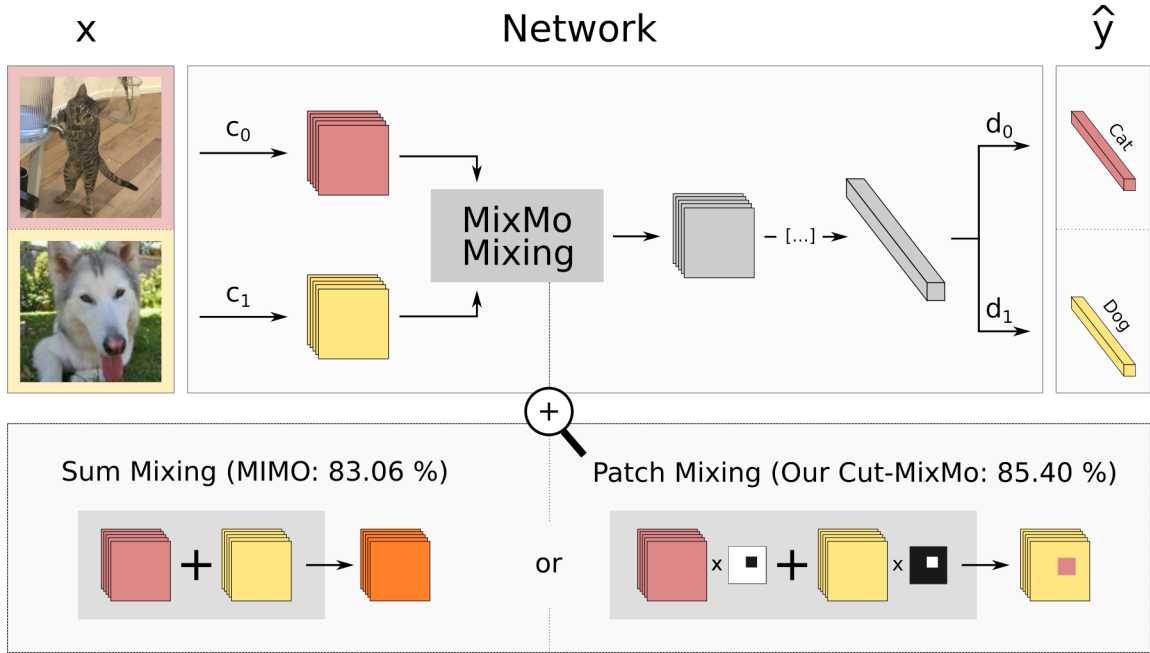 x
Network
ŷ
c₀
c₁
MixMo
Mixing
[...]
d₀
d₁
Cat
Dog
+
Sum Mixing (MIMO: 83.06 %)
Patch Mixing (Our Cut-MixMo: 85.40 %)
+
or
x
+
x